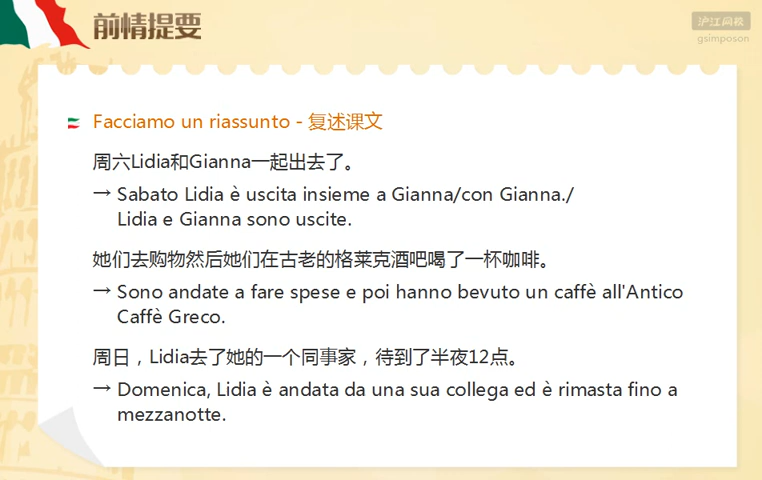 前情提要
沪江网校
gsimposon
Facciamo un riassunto - 复述课文
周六Lidia和Gianna一起出去了。
→ Sabato Lidia è uscita insieme a Gianna/con Gianna./
Lidia e Gianna sono uscite.
她们去购物然后她们在古老的格莱克酒吧喝了一杯咖啡。
→ Sono andate a fare spese e poi hanno bevuto un caffè all'Antico
Caffè Greco.
周日，Lidia去了她的一个同事家，待到了半夜12点。
→ Domenica, Lidia è andata da una sua collega ed è rimasta fino a
mezzanotte.